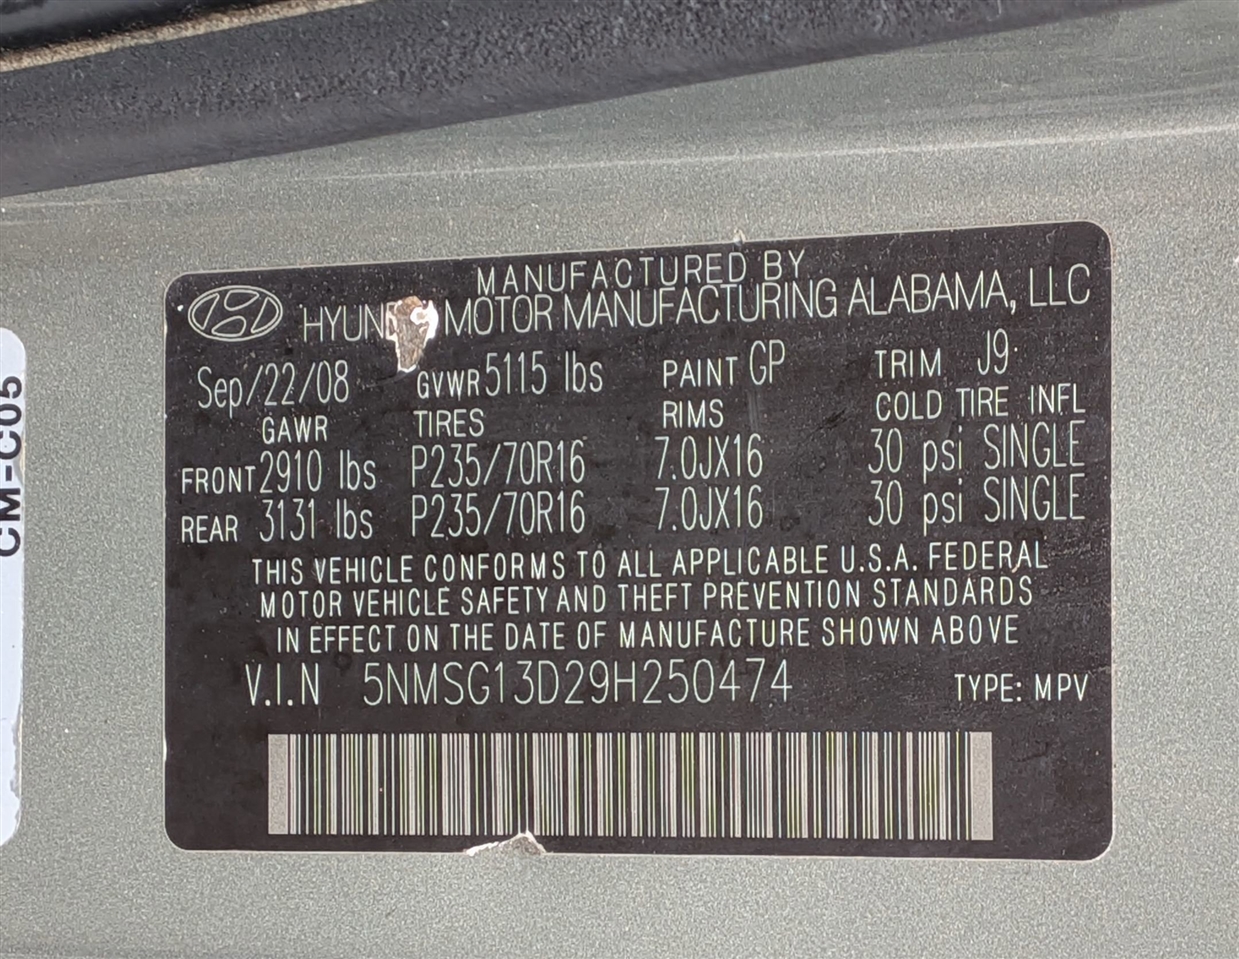 MANUFACTURED BY
HYUN MOTOR MANUFACTURING ALABAMA, LLC
Sep/22/08 GVWR 5115 lbs PAINT GP TRIM J9
GAWR TIRES RIMS COLD TIRE INFL
FRONT 2910 lbs P235/70R16 7.0JX16 30 psi SINGLE
REAR 3131 lbs P235/70R16 7.0JX16 30 psi SINGLE
THIS VEHICLE CONFORMS TO ALL APPLICABLE U.S.A. FEDERAL
MOTOR VEHICLE SAFETY AND THEFT PREVENTION STANDARDS
IN EFFECT ON THE DATE OF MANUFACTURE SHOWN ABOVE
V.I.N 5NMSG13D29H250474 TYPE: MPV
CM-C05